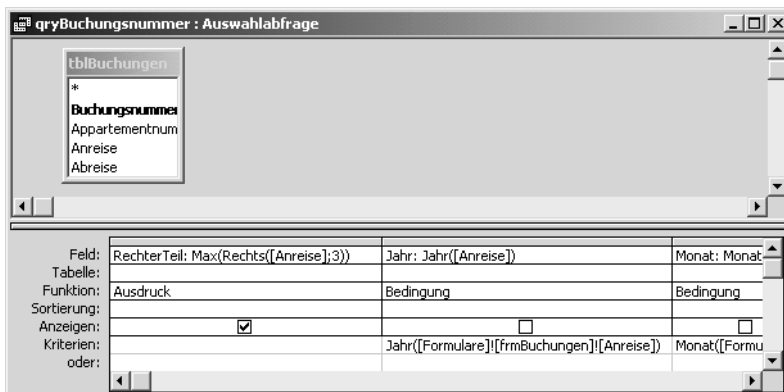 qryBuchungsnummer : Auswahlabfrage
tblBuchungen
*
Buchungsnummer
Appartementnum
Anreise
Abreise
Feld: RechterTeil: Max(Rechts([Anreise];3)) Jahr: Jahr([Anreise]) Monat: Monat
Tabelle:
Funktion: Ausdruck Bedingung Bedingung
Sortierung:
Anzeigen:
Kriterien: Jahr([Formulare]![frmBuchungen]![Anreise]) Monat([Formu
oder: